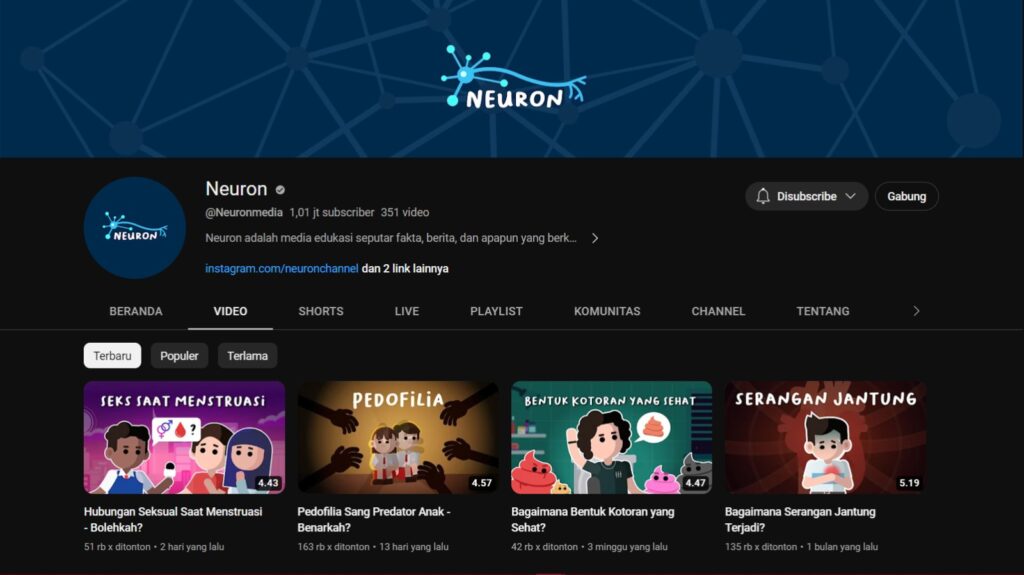 NEURON
NEURON
Neuron
@Neuronmedia 1,01 jt subscriber 351 video
Neuron adalah media edukasi seputar fakta, berita, dan apapun yang berk...
instagram.com/neuronchannel dan 2 link lainnya
Disubscribe
Gabung
BERANDA VIDEO SHORTS LIVE PLAYLIST KOMUNITAS CHANNEL TENTANG
Terbaru Populer Terlama
SEKS SAAT MENSTRUASI
?
4.43
Hubungan Seksual Saat Menstruasi
- Bolehkah?
51 rb x ditonton • 2 hari yang lalu
PEDOFILIA
4.57
Pedofilia Sang Predator Anak -
Benarkah?
163 rb x ditonton • 13 hari yang lalu
BENTUK KOTORAN YANG SEHAT
4.47
Bagaimana Bentuk Kotoran yang
Sehat?
42 rb x ditonton • 3 minggu yang lalu
SERANGAN JANTUNG
5.19
Bagaimana Serangan Jantung
Terjadi?
135 rb x ditonton • 1 bulan yang lalu